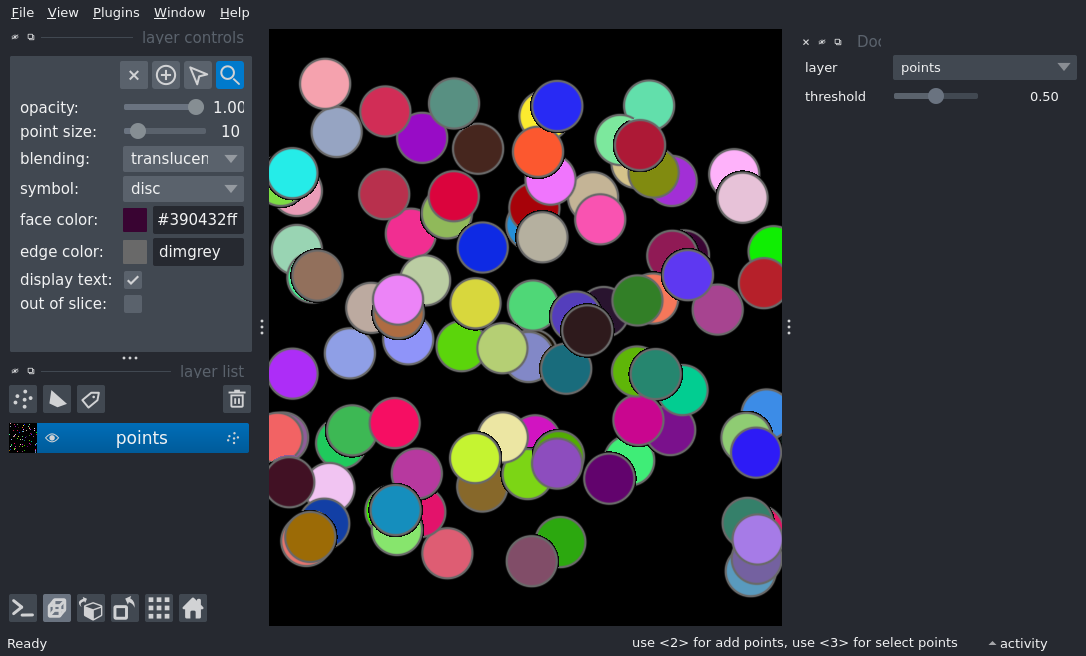 File View Plugins Window Help
layer controls
opacity: 1.00
point size: 10
blending: translucen
symbol: disc
face color: #390432ff
edge color: dimgrey
display text:
out of slice:
layer list
points
Doc
layer points
threshold 0.50
Ready
use <2> for add points, use <3> for select points
activity